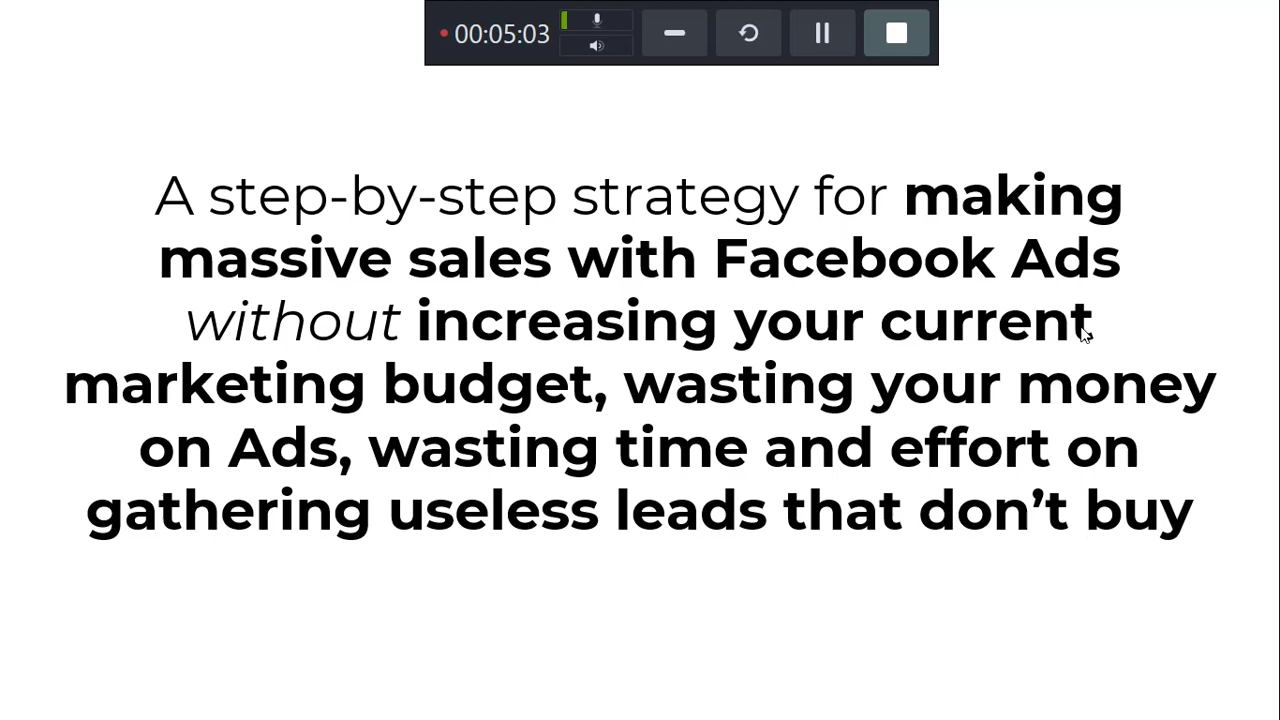 00:05:03
A step-by-step strategy for making
massive sales with Facebook Ads
without increasing your current
marketing budget, wasting your money
on Ads, wasting time and effort on
gathering useless leads that don’t buy